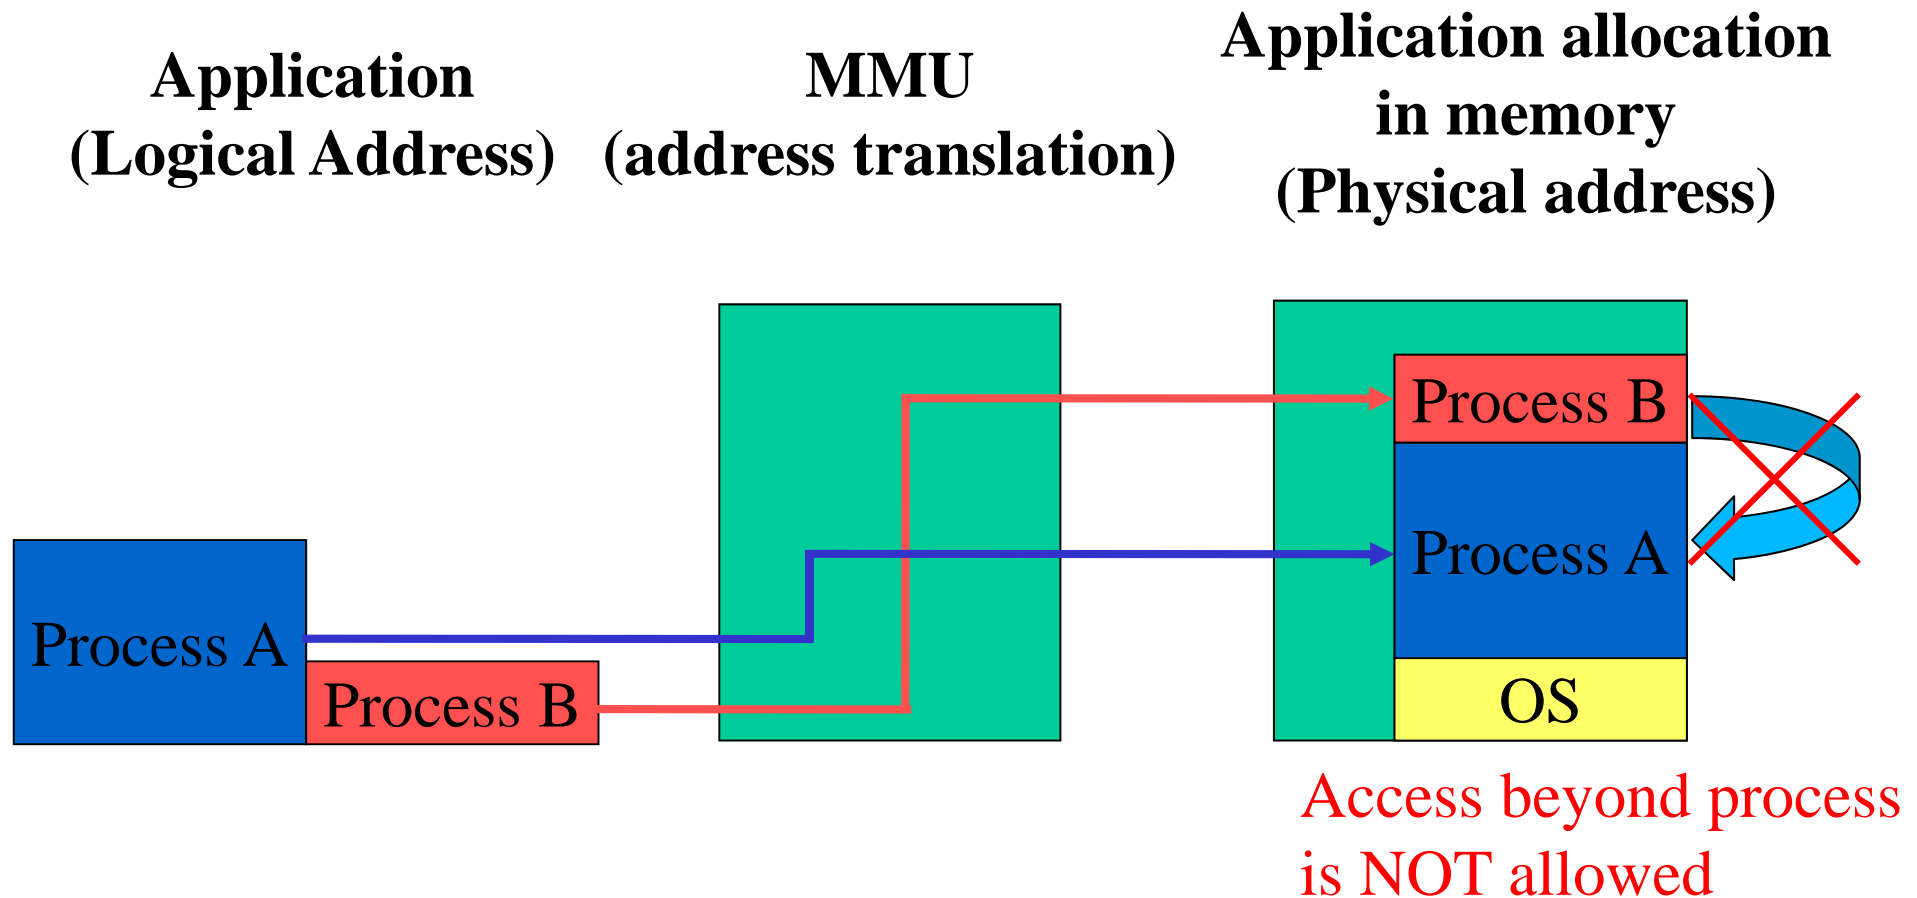 Application
(Logical Address)
MMU
(address translation)
Application allocation
in memory
(Physical address)
Process A
Process B
Process B
Process A
OS
Access beyond process
is NOT allowed